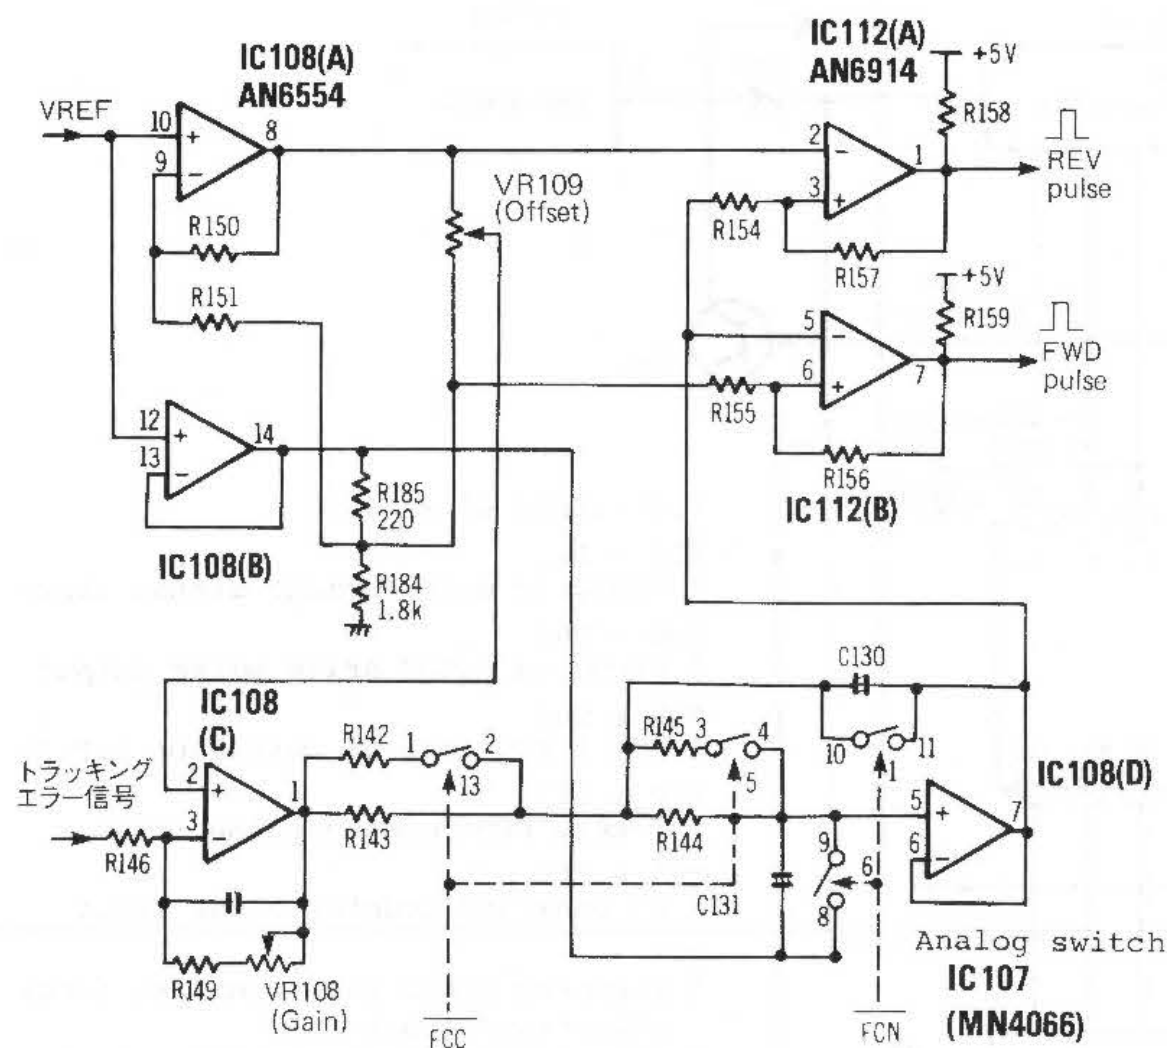 IC108(A)
AN6554
IC112(A)
AN6914
+5V
VREF
10
+
8
9
−
R158
2
−
1
3
+
REV
pulse
VR109
(Offset)
R150
R154
R157
R151
+5V
R159
5
−
6
+
7
FWD
pulse
R155
R156
IC112(B)
12
+
14
13
−
R185
220
IC108(B)
R184
1.8k
C130
10
11
1
IC108
(C)
R142
1
2
13
R145
3
4
5
IC108(D)
トラッキング
エラー信号
2
+
1
3
−
R146
R143
R144
5
+
7
6
−
9
6
8
C131
R149
VR108
(Gain)
Analog switch
IC107
(MN4066)
FCC
FCN